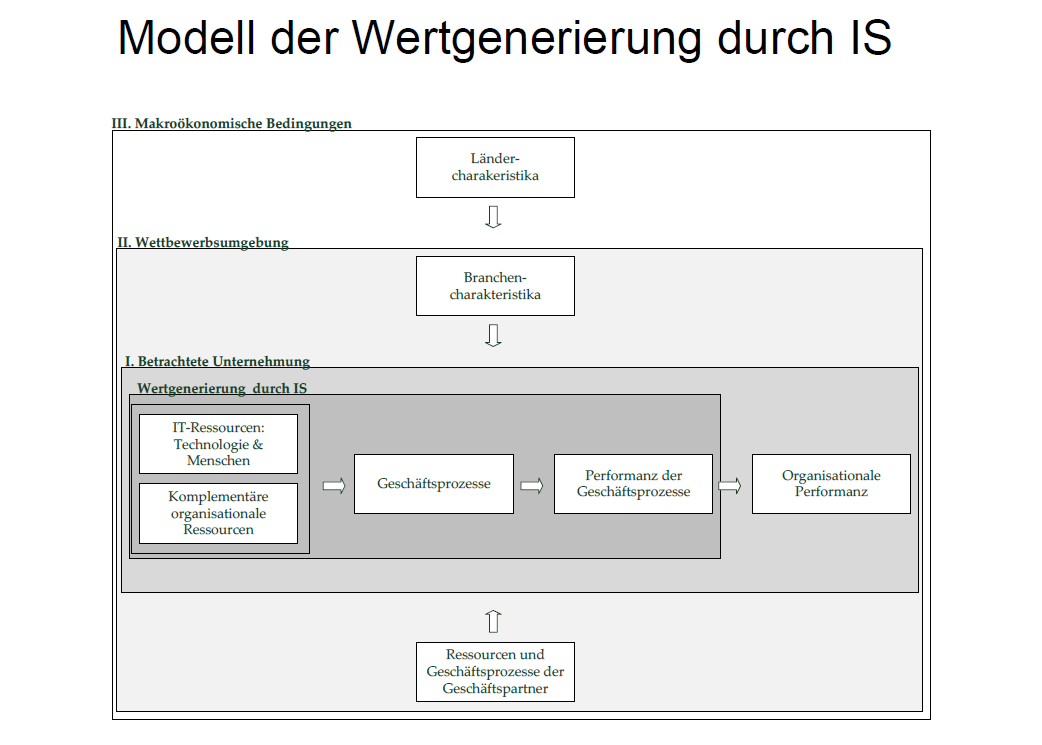 Modell der Wertgenerierung durch IS
III. Makroökonomische Bedingungen
Länder-
charakeristika
II. Wettbewerbsumgebung
Branchen-
charakteristika
I. Betrachtete Unternehmung
Wertgenerierung durch IS
IT-Ressourcen:
Technologie &
Menschen
Komplementäre
organisationale
Ressourcen
Geschäftsprozesse
Performanz der
Geschäftsprozesse
Organisationale
Performanz
Ressourcen und
Geschäftsprozesse der
Geschäftspartner